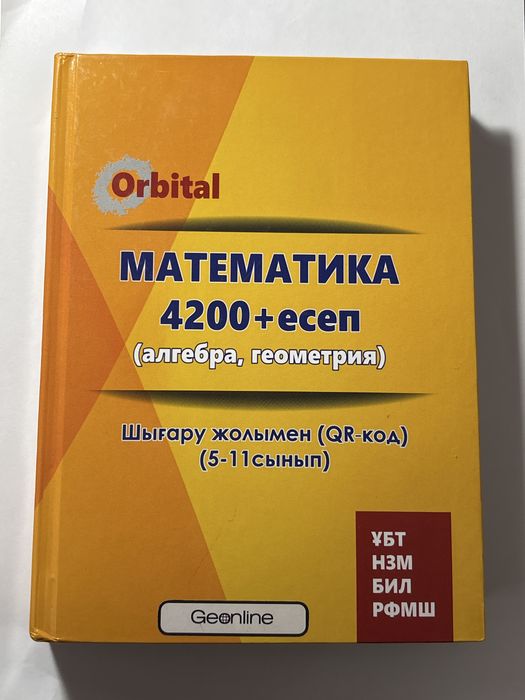 Orbital
МАТЕМАТИКА
4200+есеп
(алгебра, геометрия)
Шығару жолымен (QR-код)
(5-11сынып)
ҰБТ
НЗМ
БИЛ
РФМШ
Geonline